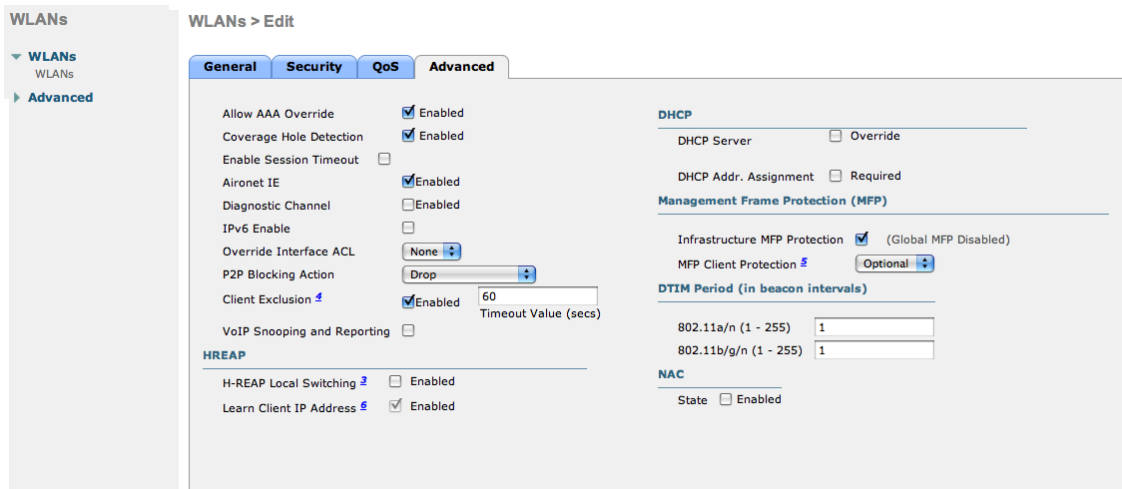 WLANs
WLANs
WLANs
Advanced
WLANs > Edit
General Security QoS Advanced
Allow AAA Override Enabled
Coverage Hole Detection Enabled
Enable Session Timeout
Aironet IE Enabled
Diagnostic Channel Enabled
IPv6 Enable
Override Interface ACL None
P2P Blocking Action Drop
Client Exclusion 4 Enabled 60
Timeout Value (secs)
VoIP Snooping and Reporting
HREAP
H-REAP Local Switching 3 Enabled
Learn Client IP Address 6 Enabled
DHCP
DHCP Server Override
DHCP Addr. Assignment Required
Management Frame Protection (MFP)
Infrastructure MFP Protection (Global MFP Disabled)
MFP Client Protection 5 Optional
DTIM Period (in beacon intervals)
802.11a/n (1 - 255) 1
802.11b/g/n (1 - 255) 1
NAC
State Enabled